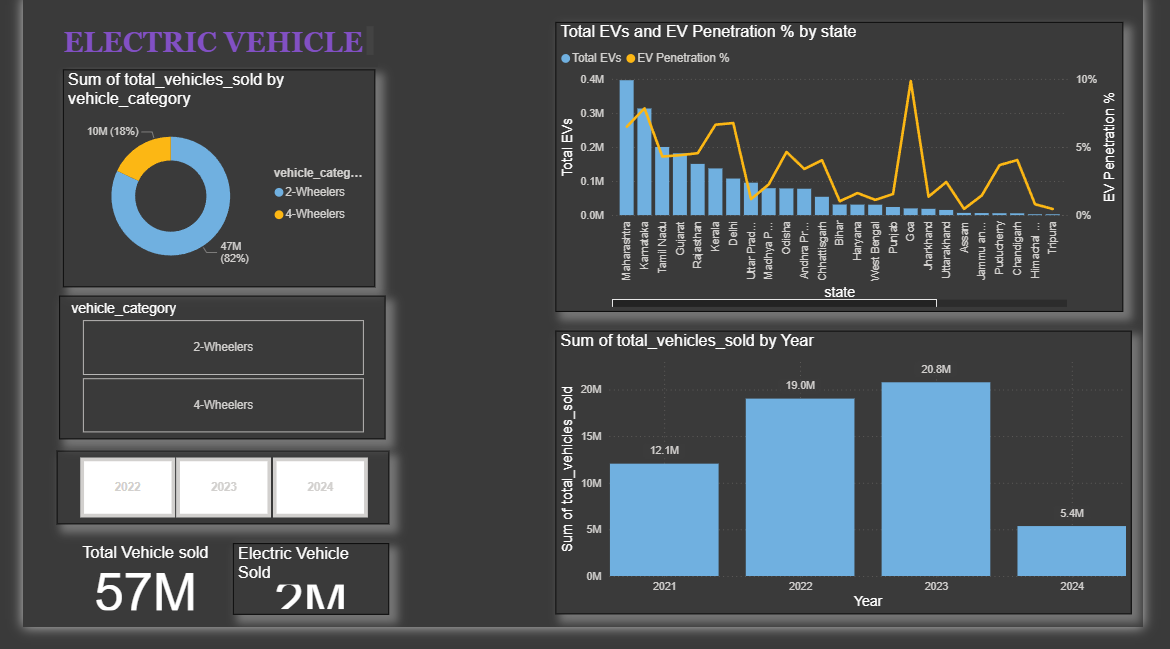 ELECTRIC VEHICLE
Sum of total_vehicles_sold by
vehicle_category
10M (18%)
47M
(82%)
vehicle_categ...
2-Wheelers
4-Wheelers
vehicle_category
2-Wheelers
4-Wheelers
2022 2023 2024
Total Vehicle sold
57M
Electric Vehicle
Sold
2M
Total EVs and EV Penetration % by state
Total EVs EV Penetration %
Total EVs
0.4M
0.3M
0.2M
0.1M
0.0M
10%
5%
0%
EV Penetration %
Maharashtra
Karnataka
Tamil Nadu
Gujarat
Rajasthan
Kerala
Delhi
Uttar Prad...
Madhya P...
Odisha
Andhra Pr...
Chhattisgarh
Bihar
Haryana
West Bengal
Punjab
Goa
Jharkhand
Uttarakhand
Assam
Jammu an...
Puducherry
Chandigarh
Himachal ...
Tripura
state
Sum of total_vehicles_sold by Year
Sum of total_vehicles_sold
20M
15M
10M
5M
0M
12.1M
19.0M
20.8M
5.4M
2021 2022 2023 2024
Year